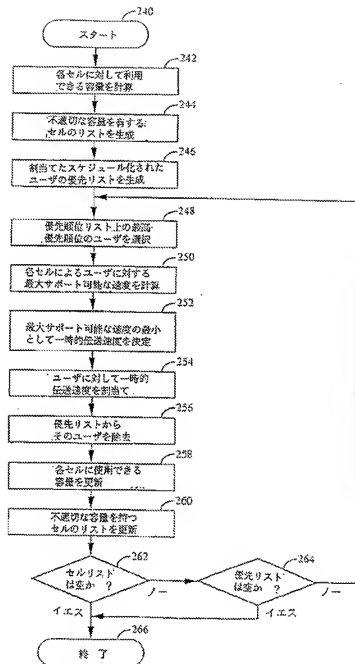 240
スタート
242
各セルに対して利用
できる容量を計算
244
不適切な容量を有する
セルのリストを生成
246
割当てたスケジュール化された
ユーザの優先リストを生成
248
優先順位リスト上の最高
優先順位のユーザを選択
250
各セルによるユーザに対する
最大サポート可能な速度を計算
252
最大サポート可能な速度の最小
として一時的伝送速度を決定
254
ユーザに対して一時的
伝送速度を割当て
256
優先リストから
そのユーザを除去
258
各セルに使用できる
容量を更新
260
不適切な容量を持つ
セルのリストを更新
262
セルリスト
は空か ?
ノー
イエス
264
優先リスト
は空か ?
ノー
イエス
266
終 了